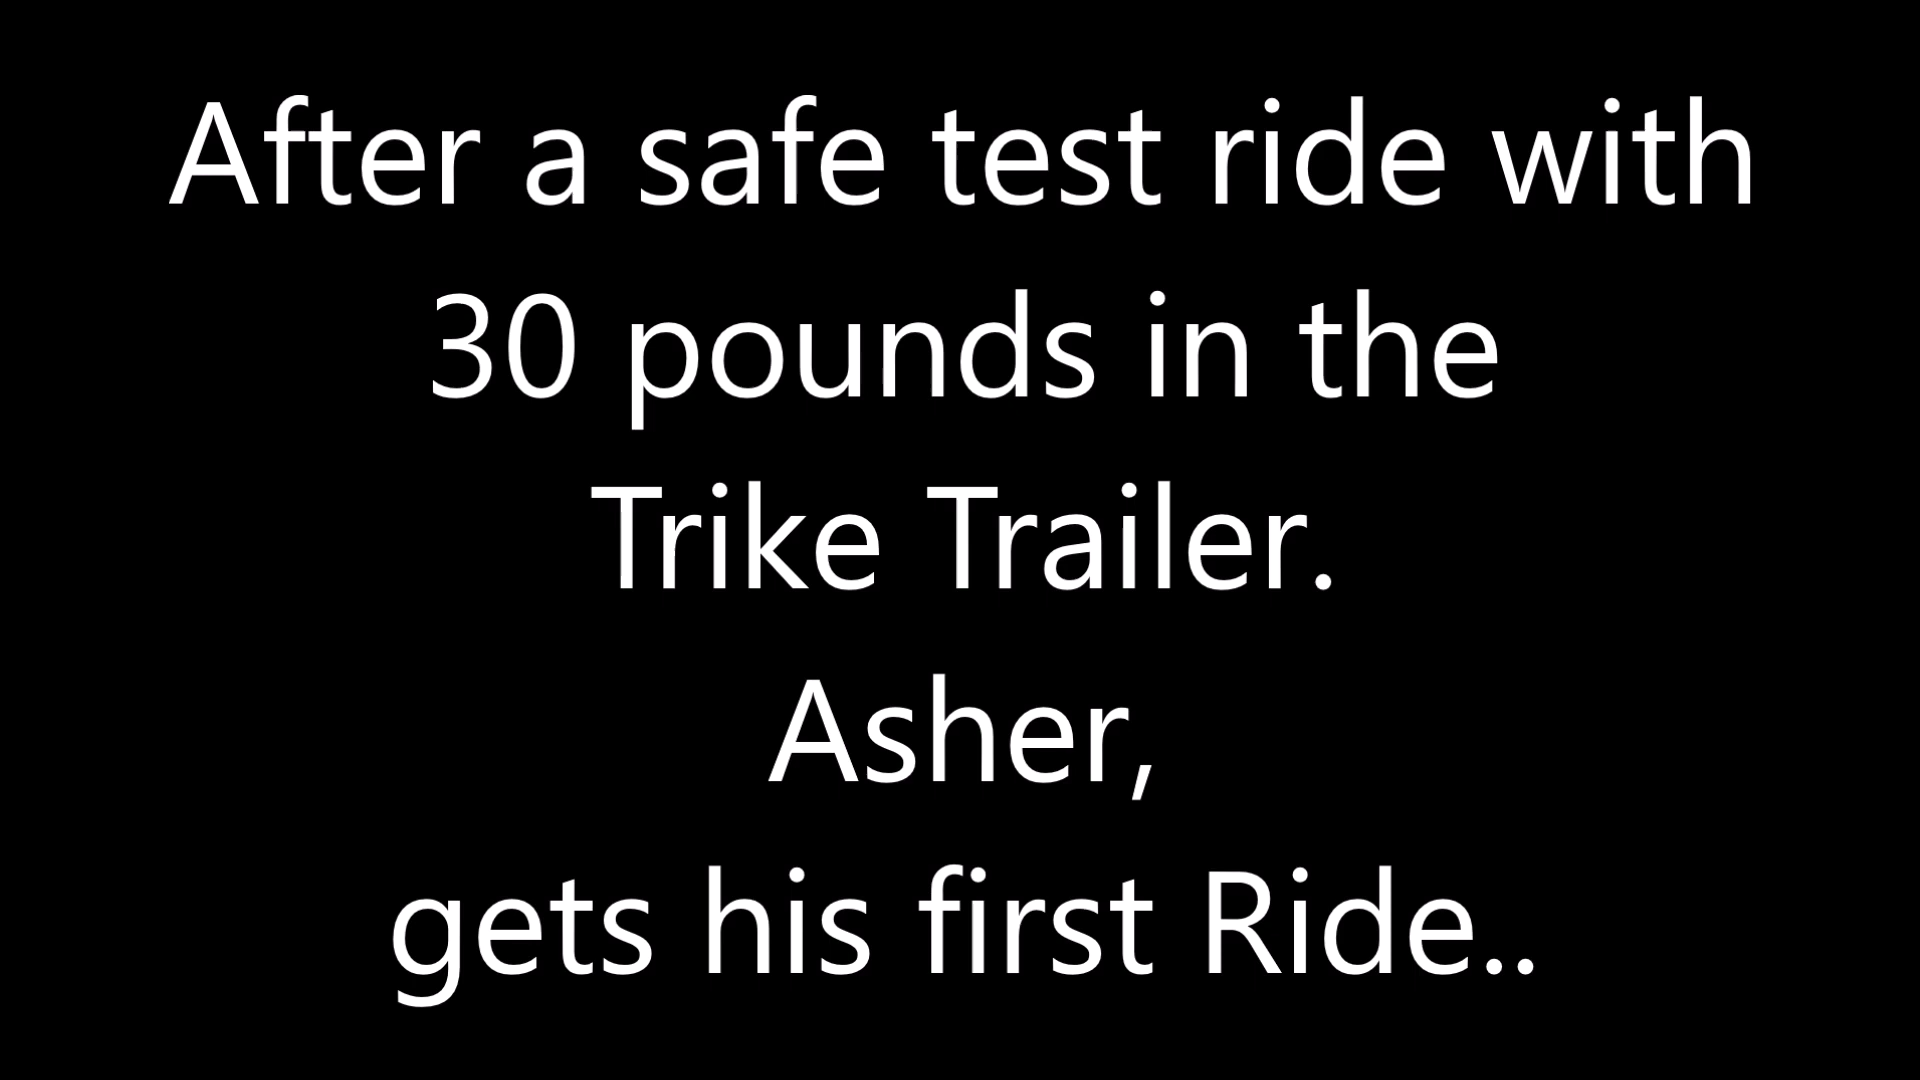 After a safe test ride with
30 pounds in the
Trike Trailer.
Asher,
gets his first Ride..